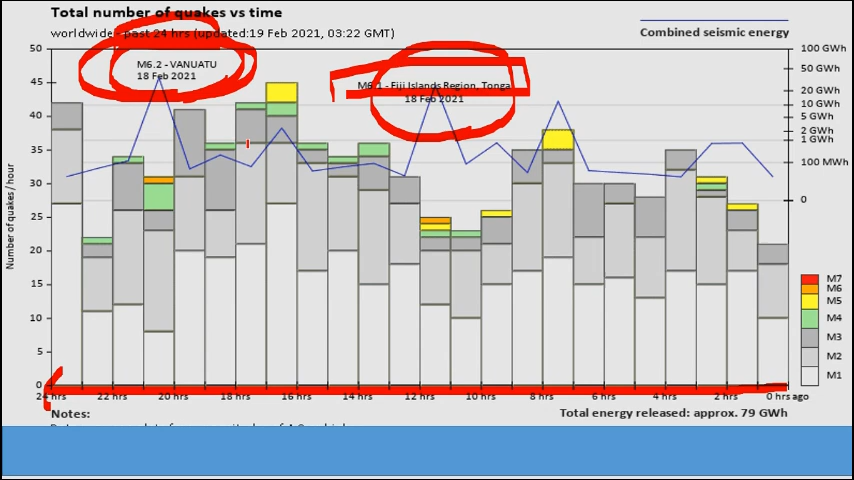 Total number of quakes vs time
worldwide - past 24 hrs (updated:19 Feb 2021, 03:22 GMT)
Combined seismic energy
M6.2 - VANUATU
18 Feb 2021
M6.1 - Fiji Islands Region, Tonga
18 Feb 2021
Number of quakes / hour
50
45
40
35
30
25
20
15
10
5
0
100 GWh
50 GWh
20 GWh
10 GWh
5 GWh
2 GWh
1 GWh
100 MWh
0
M7
M6
M5
M4
M3
M2
M1
24 hrs 22 hrs 20 hrs 18 hrs 16 hrs 14 hrs 12 hrs 10 hrs 8 hrs 6 hrs 4 hrs 2 hrs 0 hrs ago
Notes:
Total energy released: approx. 79 GWh